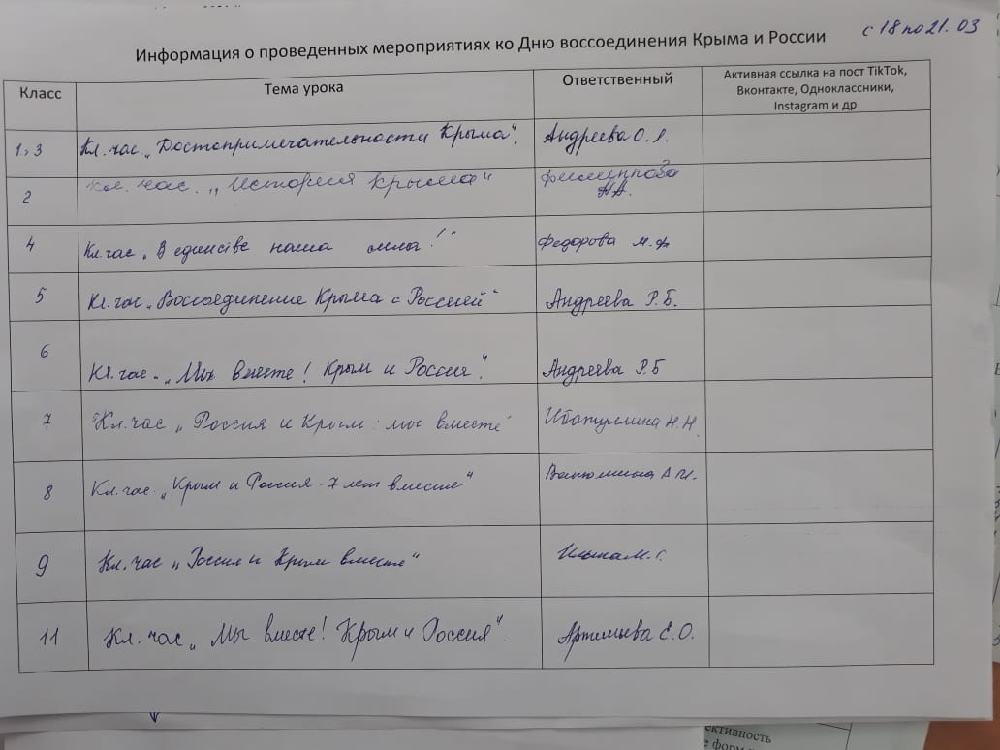 с 18 по 21. 03
Информация о проведенных мероприятиях ко Дню воссоединения Крыма и России
Класс
Тема урока
Ответственный
Активная ссылка на пост TikTok,
Вконтакте, Одноклассники,
Instagram и др
1, 3
Кл. час „Достопримечательности Крыма".
Андреева О. Я.
2
кл. час. „История Крыма"
Филиппова
Н.А.
4
Кл. час „В единстве наша сила!"
Федорова М. Ф
5
Кл. час „Воссоединение Крыма с Россией"
Андреева Р. Б.
6
Кл. час - „Мы вместе! Крым и Россия".
Андреева Р. Б
7
Кл. час „Россия и Крым: мы вместе"
Н. Н.
8
Кл. час „Крым и Россия - 7 лет вместе"
9
Кл. час „Россия и Крым вместе"
11
Кл. час „Мы вместе! Крым и Россия"
Артемьева Е. О.
ективность